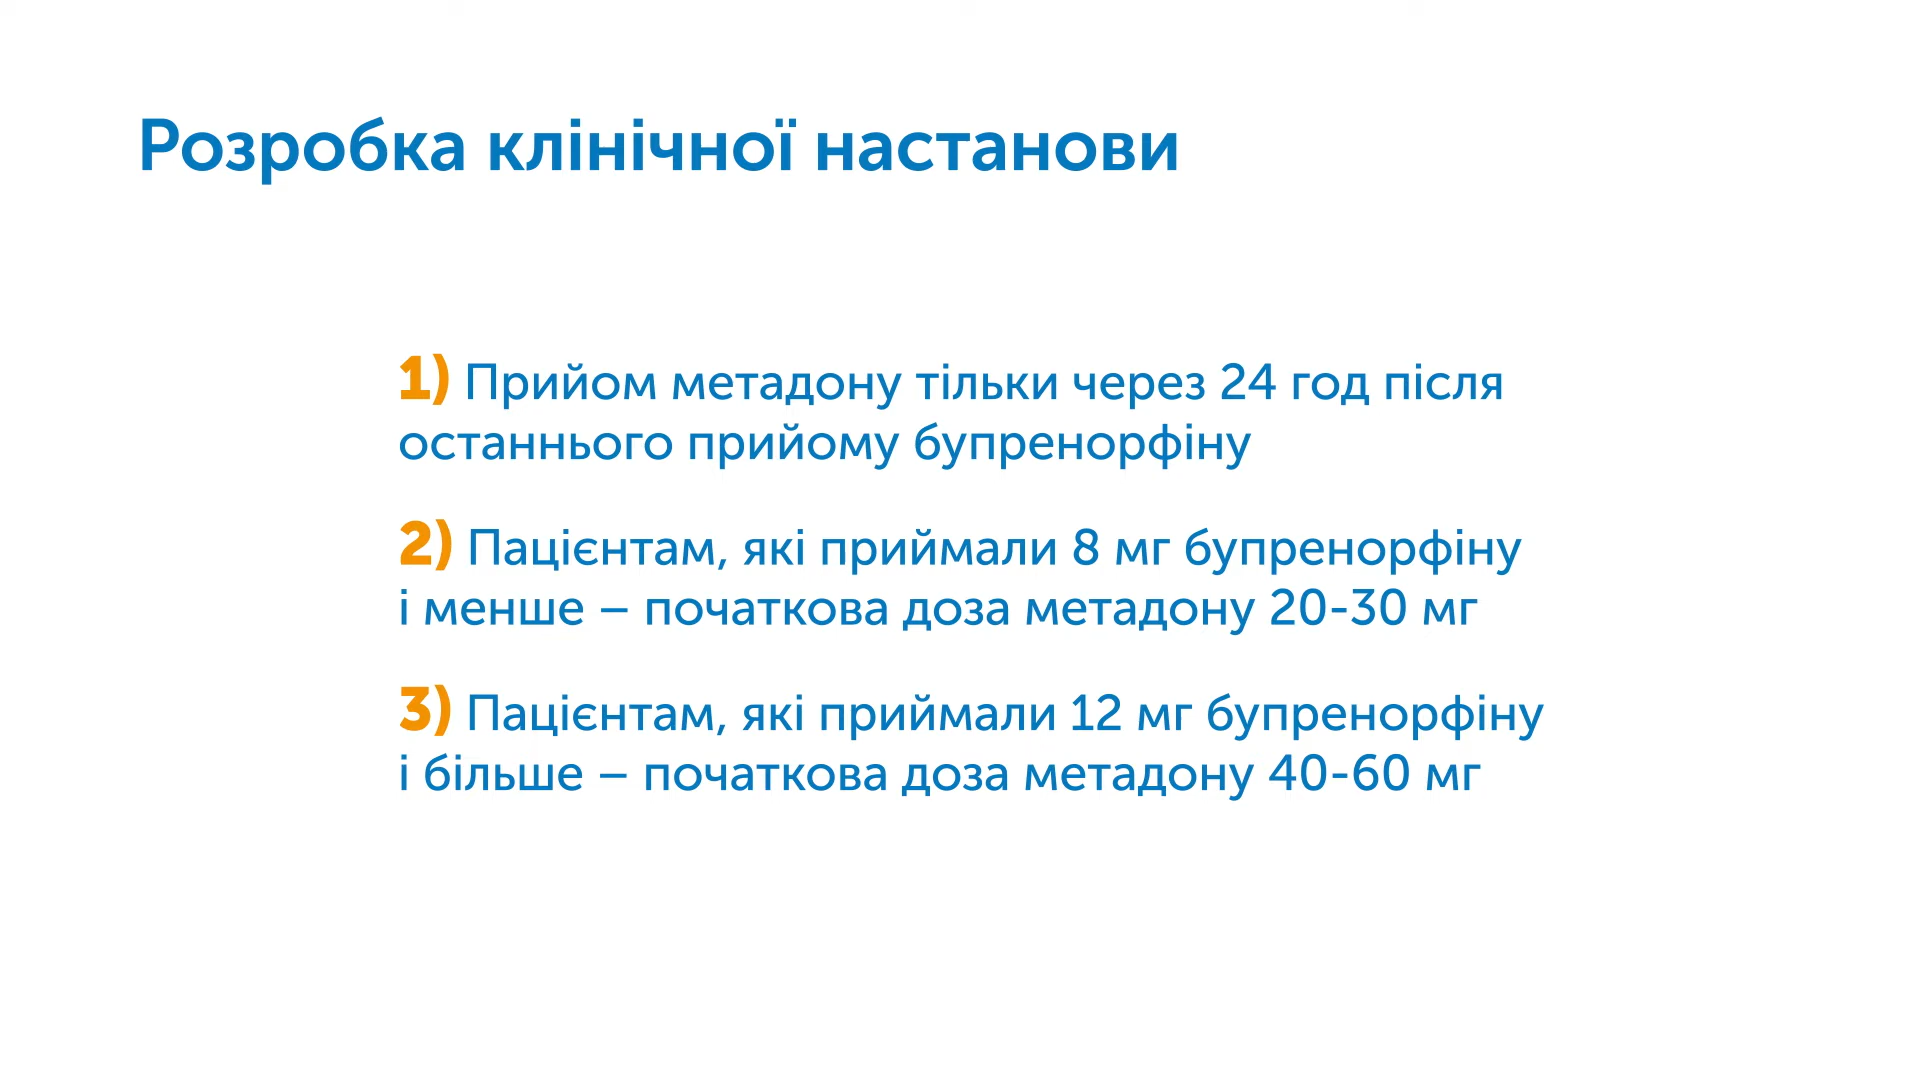 Розробка клінічної настанови
1) Прийом метадону тільки через 24 год після
останнього прийому бупренорфіну
2) Пацієнтам, які приймали 8 мг бупренорфіну
і менше – початкова доза метадону 20-30 мг
3) Пацієнтам, які приймали 12 мг бупренорфіну
і більше – початкова доза метадону 40-60 мг